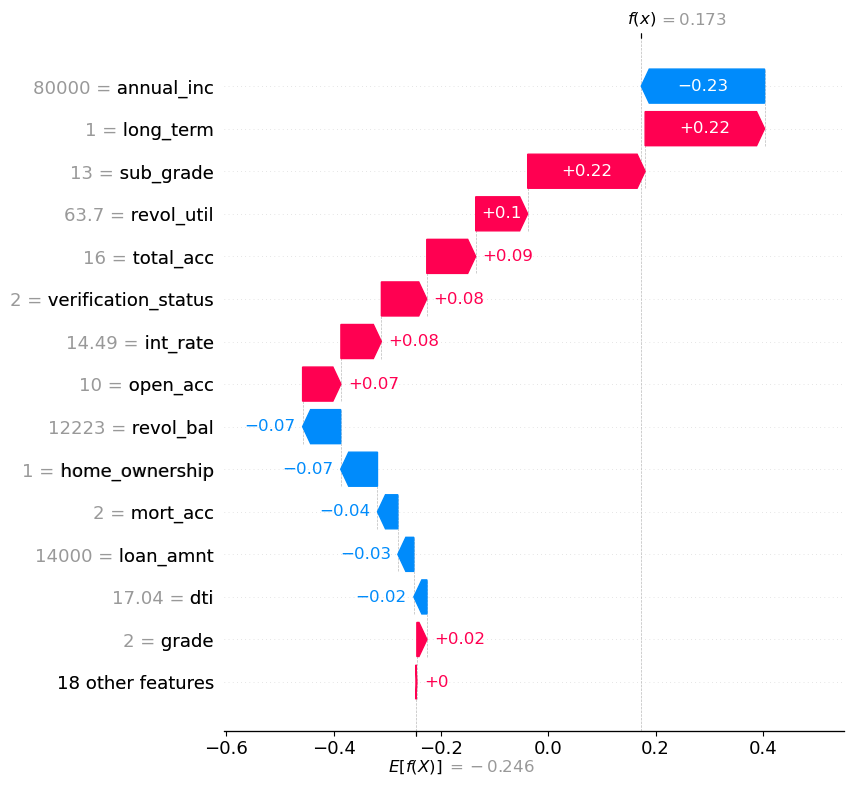 f(x) = 0.173
80000 = annual_inc −0.23
1 = long_term +0.22
13 = sub_grade +0.22
63.7 = revol_util +0.1
16 = total_acc +0.09
2 = verification_status +0.08
14.49 = int_rate +0.08
10 = open_acc +0.07
12223 = revol_bal −0.07
1 = home_ownership −0.07
2 = mort_acc −0.04
14000 = loan_amnt −0.03
17.04 = dti −0.02
2 = grade +0.02
18 other features +0
−0.6 −0.4 −0.2 0.0 0.2 0.4
E[f(X)] = −0.246